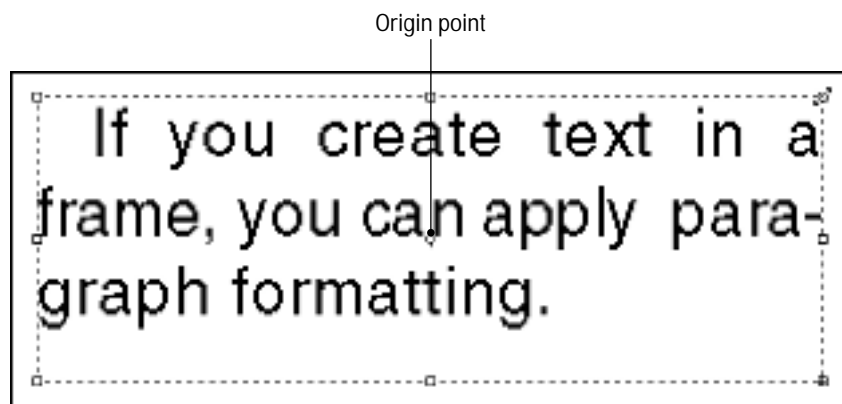 Origin point
If you create text in a
frame, you can apply para-
graph formatting.